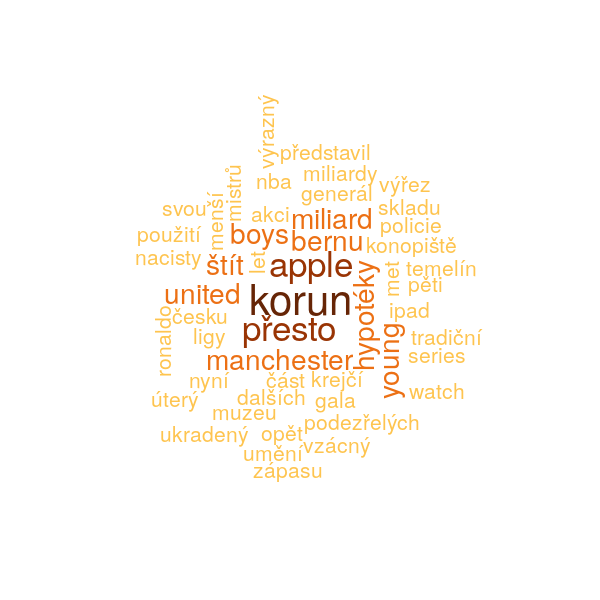 výrazný
představil
mistrů
nba
miliardy
generál
výřez
svou
menší
akci
miliard
skladu
policie
použití
boys
bernu
konopiště
nacisty
štít
let
apple
hypotéky
met
temelín
pěti
united
korun
ipad
ronaldo
česku
ligy
přesto
young
tradiční
series
manchester
nyní
část
krejčí
watch
úterý
dalších
gala
muzeu
podezřelých
ukradený
opět
vzácný
umění
zápasu